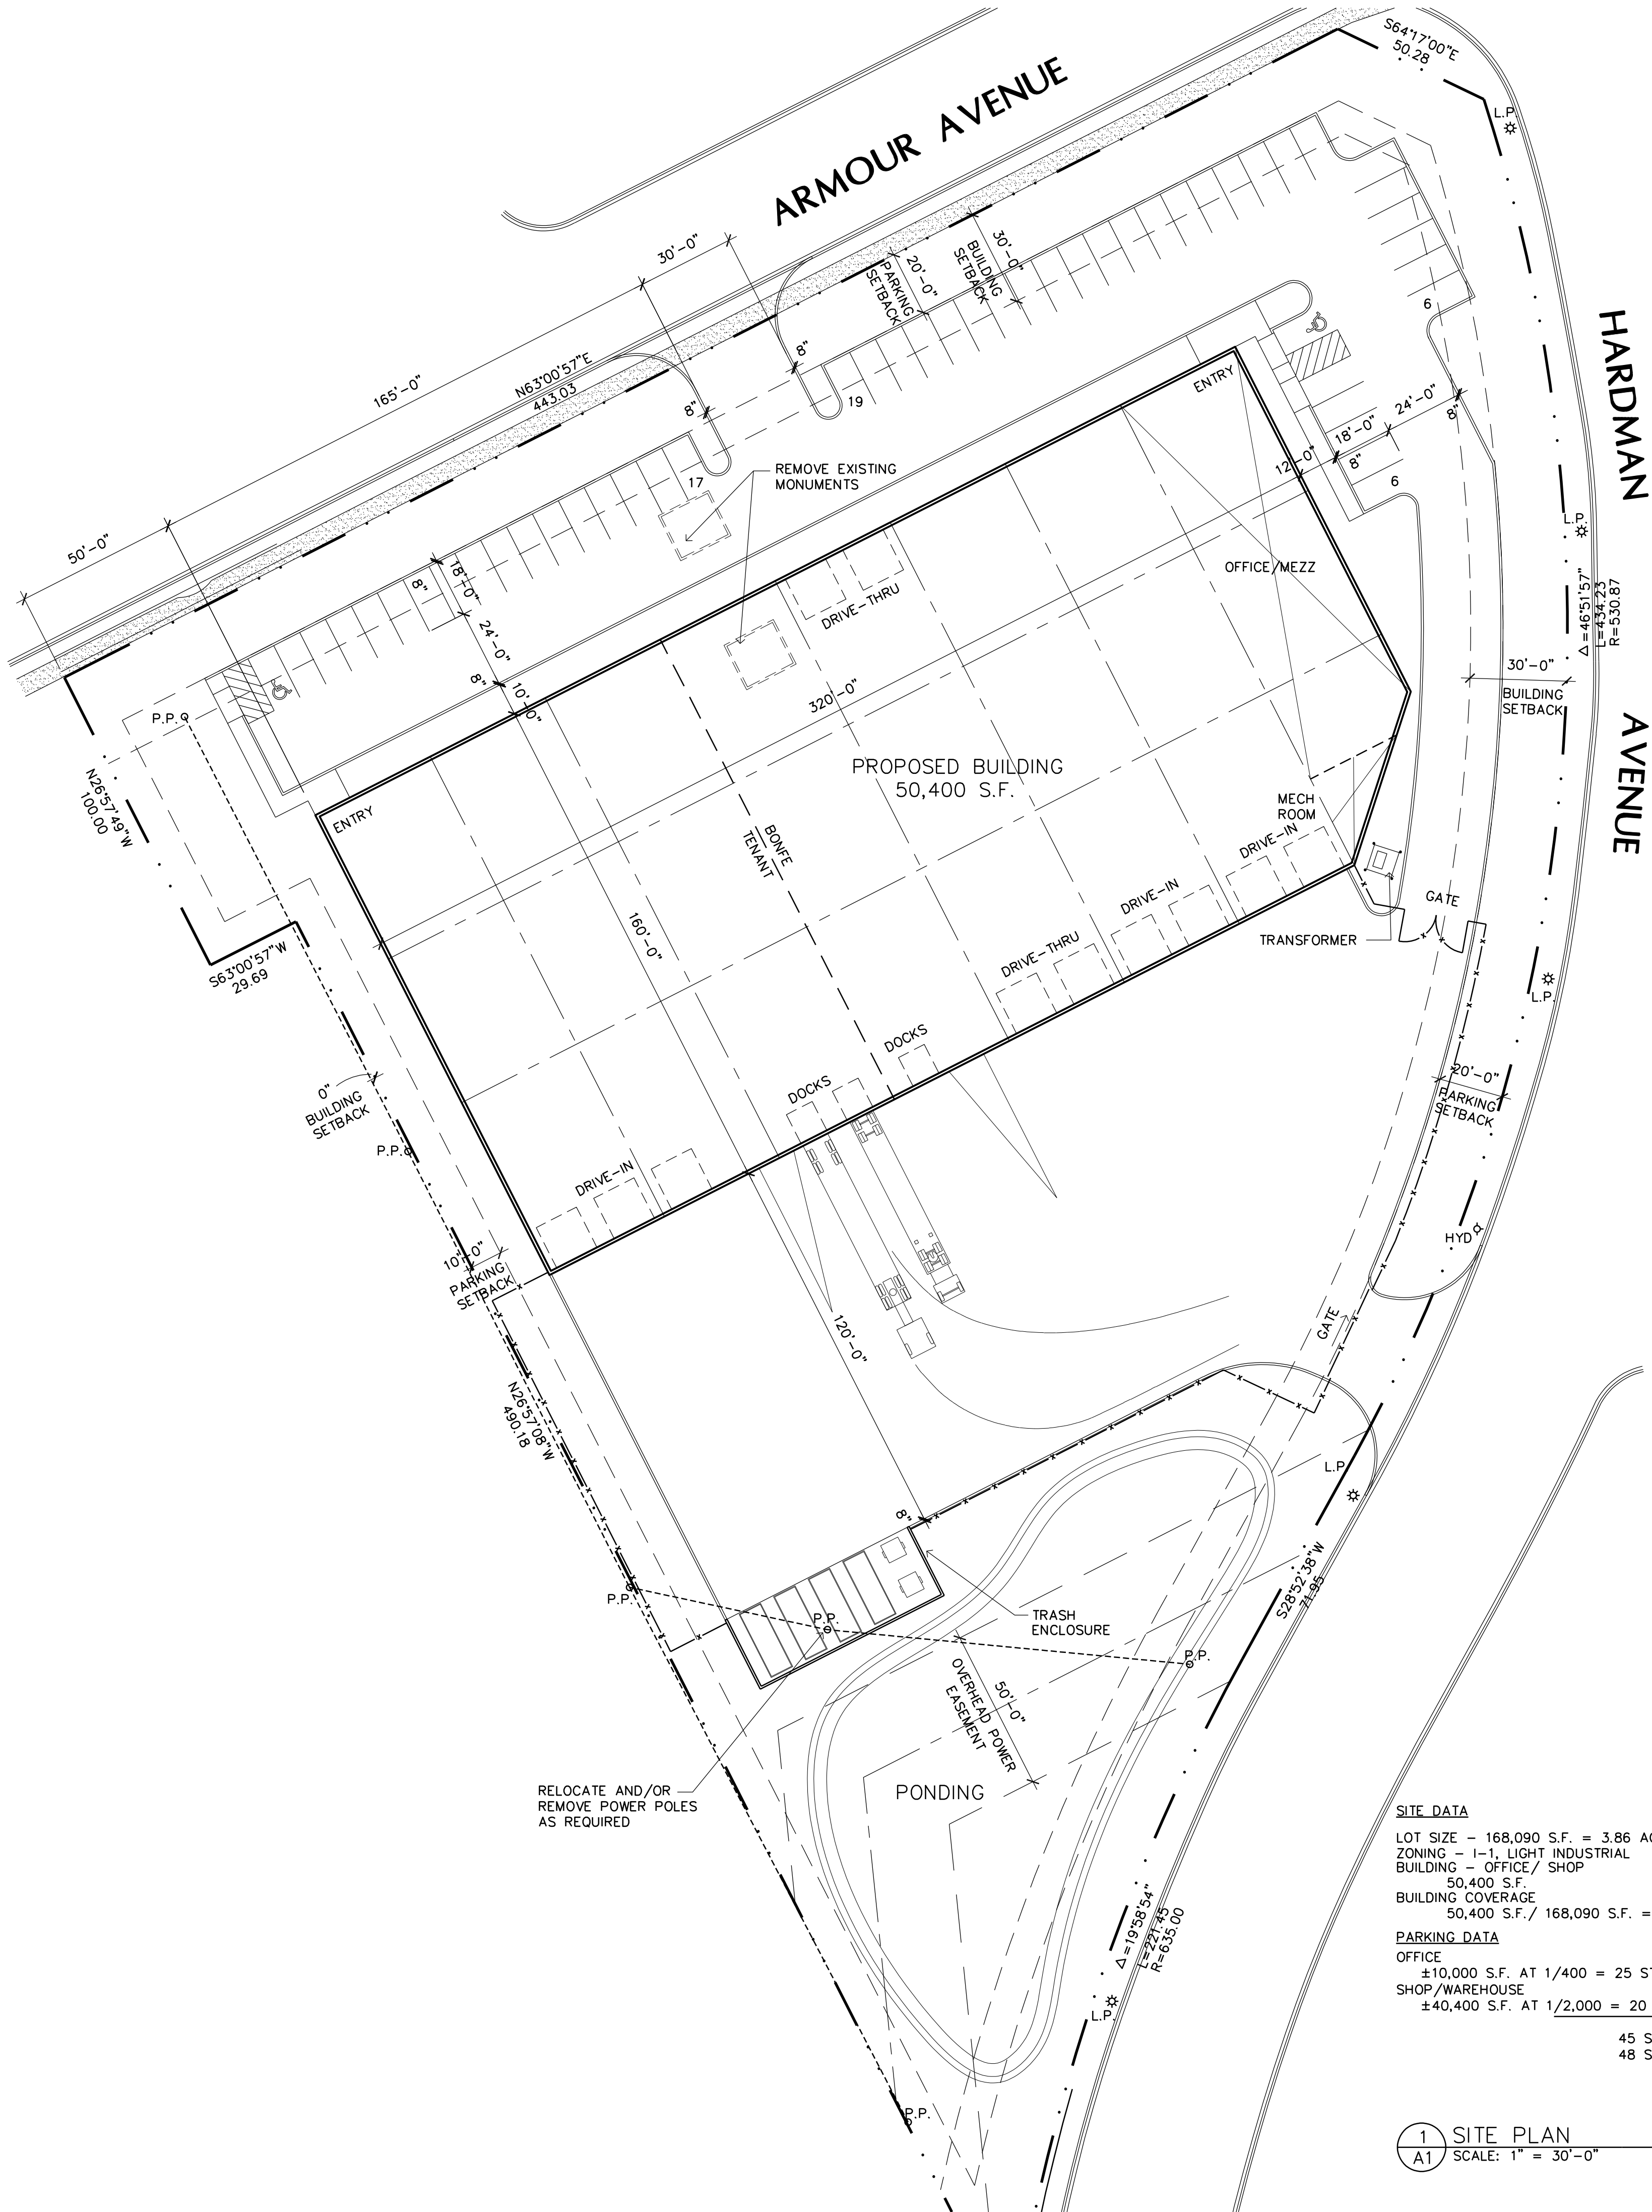 S64°17'00"E
50.28
L.P.
ARMOUR AVENUE
30'-0"
20'-0"
PARKING
SETBACK
30'-0"
BUILDING
SETBACK
6
HARDMAN
AVENUE
165'-0"
N63°00'57"E
443.03
8"
8"
19
17
ENTRY
24'-0"
18'-0"
8"
8"
12'-0"
6
REMOVE EXISTING
MONUMENTS
50'-0"
8"
18'-0"
24'-0"
8"
10'-0"
DRIVE-THRU
OFFICE/MEZZ
L.P.
Δ=46°51'57"
L=434.23
R=530.87
30'-0"
BUILDING
SETBACK
320'-0"
P.P.
N26°57'49"W
100.00
PROPOSED BUILDING
50,400 S.F.
ENTRY
BONFE
TENANT
MECH
ROOM
DRIVE-IN
DRIVE-IN
DRIVE-THRU
GATE
TRANSFORMER
160'-0"
S63°00'57"W
29.69
L.P.
DOCKS
DOCKS
0"
BUILDING
SETBACK
20'-0"
PARKING
SETBACK
P.P.
DRIVE-IN
HYD
10'-0"
PARKING
SETBACK
GATE
120'-0"
N26°57'08"W
490.18
L.P.
8"
S28°52'38"W
71.95
P.P.
P.P.
TRASH
ENCLOSURE
P.P.
50'-0"
OVERHEAD POWER
EASEMENT
RELOCATE AND/OR
REMOVE POWER POLES
AS REQUIRED
PONDING
Δ=19°58'54"
L=221.45
R=635.00
L.P.
P.P.
SITE DATA
LOT SIZE - 168,090 S.F. = 3.86 AC
ZONING - I-1, LIGHT INDUSTRIAL
BUILDING - OFFICE/ SHOP
50,400 S.F.
BUILDING COVERAGE
50,400 S.F./ 168,090 S.F. =
PARKING DATA
OFFICE
±10,000 S.F. AT 1/400 = 25 ST
SHOP/WAREHOUSE
±40,400 S.F. AT 1/2,000 = 20
45 S
48 S
1
A1
SITE PLAN
SCALE: 1" = 30'-0"